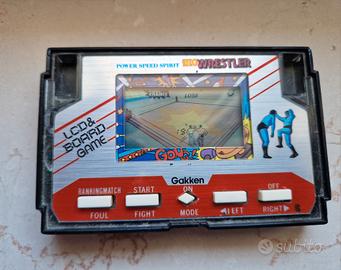 POWER SPEED SPIRIT
WRESTLER
LCD &
BOARD
GAME
Gakken
RANKINGMATCH
FOUL
START
FIGHT
ON
MODE
◁ LEFT
OFF
RIGHT ▷
subito